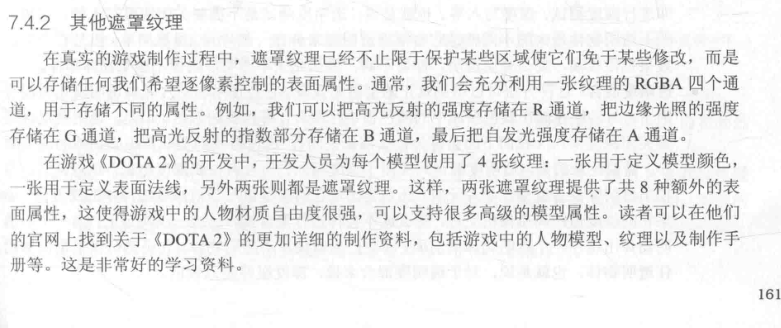 7.4.2 其他遮罩纹理
在真实的游戏制作过程中，遮罩纹理已经不止限于保护某些区域使它们免于某些修改，而是
可以存储任何我们希望逐像素控制的表面属性。通常，我们会充分利用一张纹理的 RGBA 四个通
道，用于存储不同的属性。例如，我们可以把高光反射的强度存储在 R 通道，把边缘光照的强度
存储在 G 通道，把高光反射的指数部分存储在 B 通道，最后把自发光强度存储在 A 通道。
在游戏《DOTA 2》的开发中，开发人员为每个模型使用了 4 张纹理：一张用于定义模型颜色，
一张用于定义表面法线，另外两张则都是遮罩纹理。这样，两张遮罩纹理提供了共 8 种额外的表
面属性，这使得游戏中的人物材质自由度很强，可以支持很多高级的模型属性。读者可以在他们
的官网上找到关于《DOTA 2》的更加详细的制作资料，包括游戏中的人物模型、纹理以及制作手
册等。这是非常好的学习资料。
161